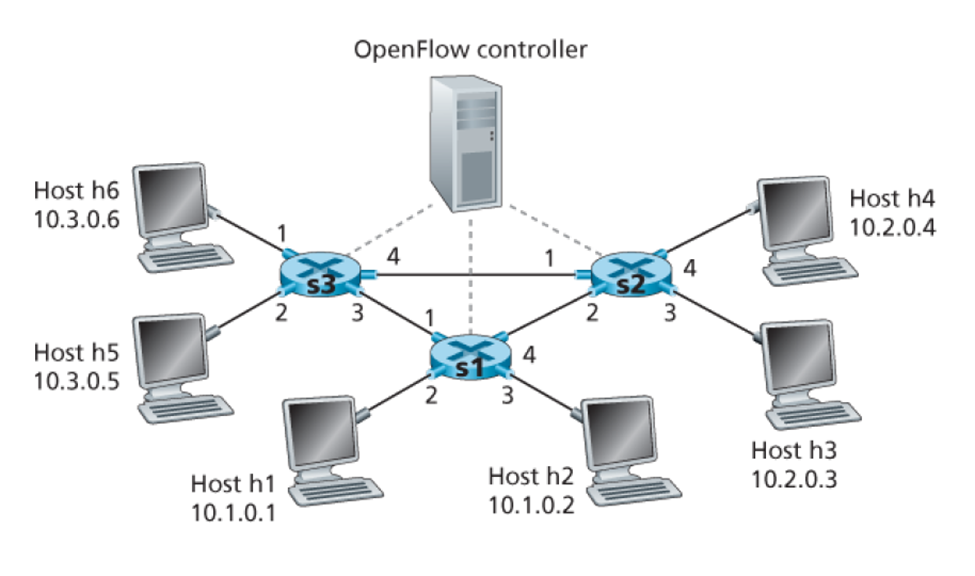 OpenFlow controller
Host h6
10.3.0.6
Host h4
10.2.0.4
1
4
1
4
s3
s2
2
3
2
3
1
4
s1
2
3
Host h5
10.3.0.5
Host h3
10.2.0.3
Host h1
10.1.0.1
Host h2
10.1.0.2